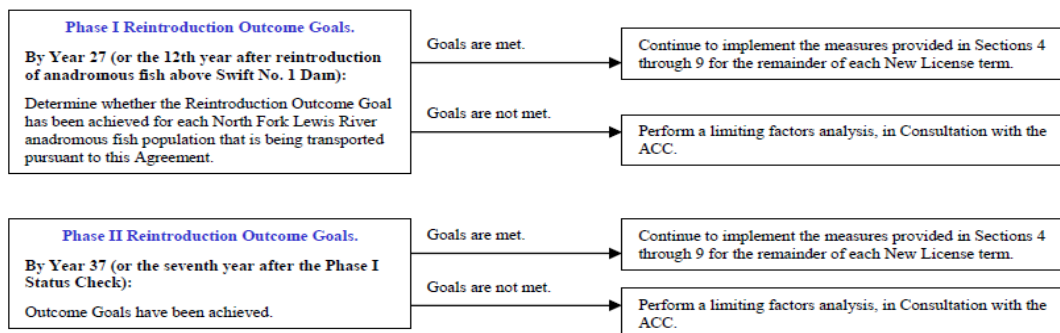 Phase I Reintroduction Outcome Goals.
By Year 27 (or the 12th year after reintroduction
of anadromous fish above Swift No. 1 Dam):
Determine whether the Reintroduction Outcome Goal
has been achieved for each North Fork Lewis River
anadromous fish population that is being transported
pursuant to this Agreement.
Goals are met.
Continue to implement the measures provided in Sections 4
through 9 for the remainder of each New License term.
Goals are not met.
Perform a limiting factors analysis, in Consultation with the
ACC.
Phase II Reintroduction Outcome Goals.
By Year 37 (or the seventh year after the Phase I
Status Check):
Outcome Goals have been achieved.
Goals are met.
Continue to implement the measures provided in Sections 4
through 9 for the remainder of each New License term.
Goals are not met.
Perform a limiting factors analysis, in Consultation with the
ACC.